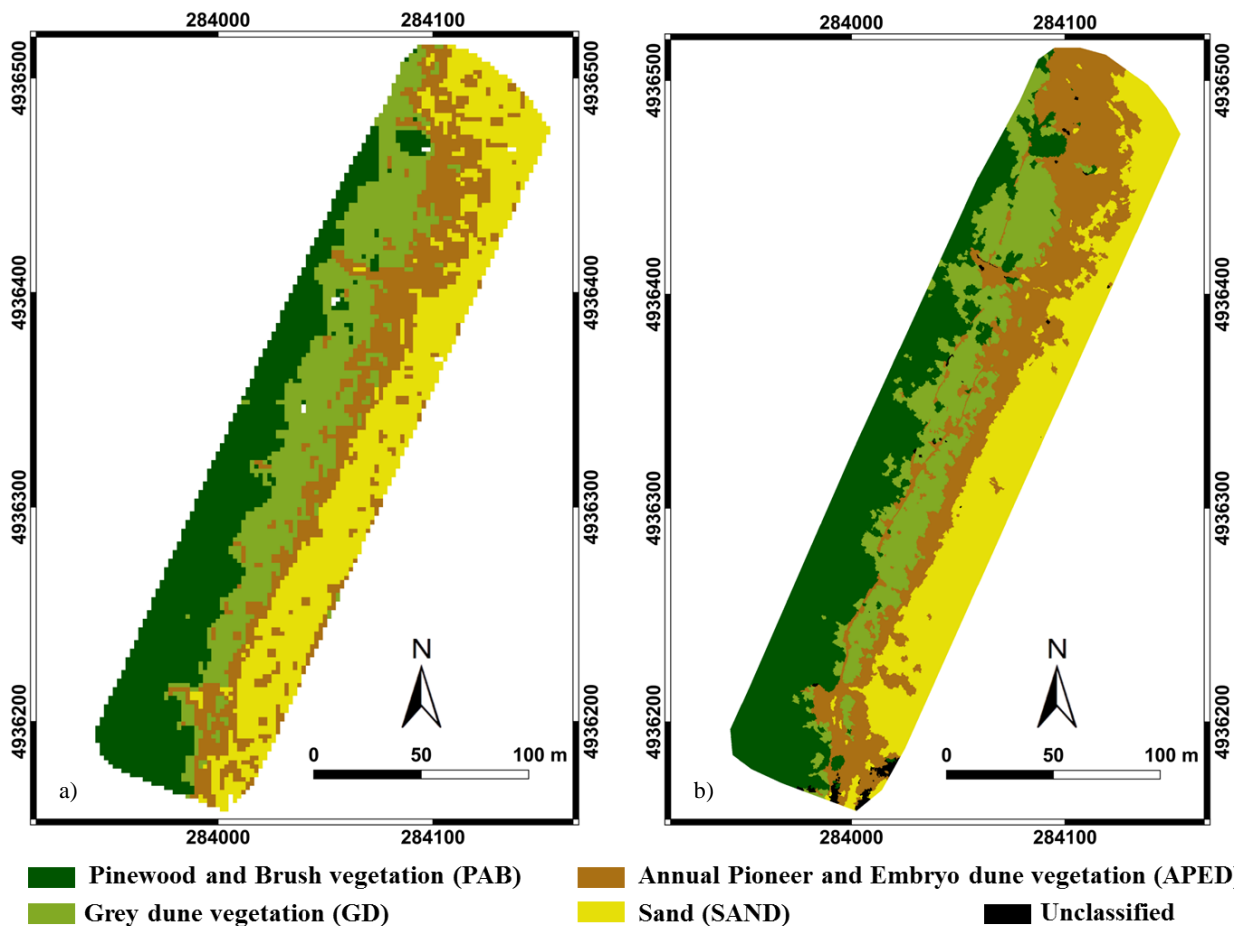 284000 284100
284000 284100
4936500
4936400
4936300
4936200
4936500
4936400
4936300
4936200
N
0 50 100 m
a)
284000 284100
4936500
4936400
4936300
4936200
4936500
4936400
4936300
4936200
N
0 50 100 m
b)
284000 284100
284000 284100
Pinewood and Brush vegetation (PAB)
Annual Pioneer and Embryo dune vegetation (APED)
Grey dune vegetation (GD)
Sand (SAND)
Unclassified